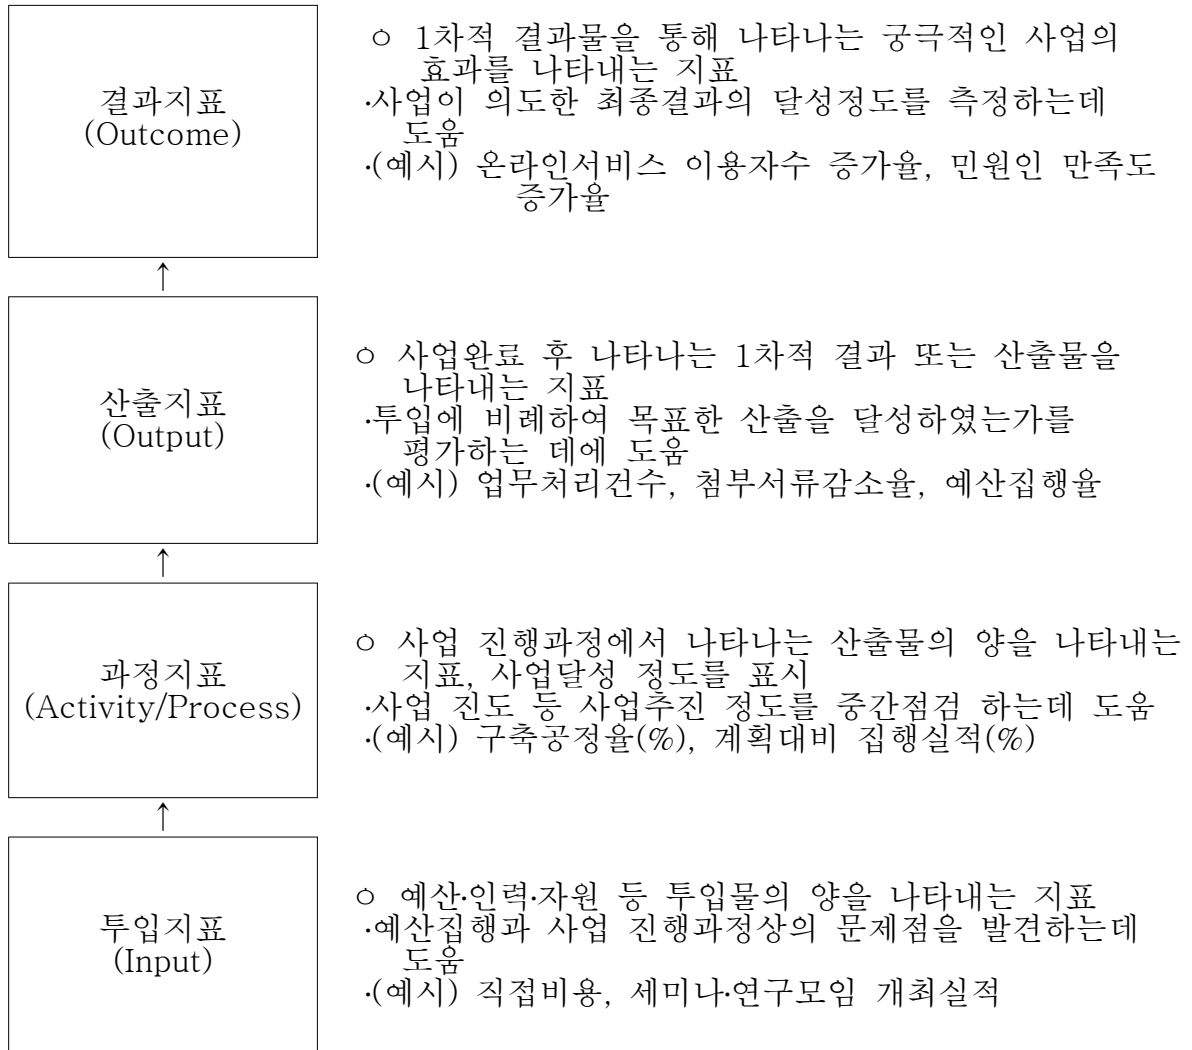 결과지표
(Outcome)
ㅇ 1차적 결과물을 통해 나타나는 궁극적인 사업의
효과를 나타내는 지표
·사업이 의도한 최종결과의 달성정도를 측정하는데
도움
·(예시) 온라인서비스 이용자수 증가율, 민원인 만족도
증가율
↑
산출지표
(Output)
ㅇ 사업완료 후 나타나는 1차적 결과 또는 산출물을
나타내는 지표
·투입에 비례하여 목표한 산출을 달성하였는가를
평가하는 데에 도움
·(예시) 업무처리건수, 첨부서류감소율, 예산집행율
↑
과정지표
(Activity/Process)
ㅇ 사업 진행과정에서 나타나는 산출물의 양을 나타내는
지표, 사업달성 정도를 표시
·사업 진도 등 사업추진 정도를 중간점검 하는데 도움
·(예시) 구축공정율(%), 계획대비 집행실적(%)
↑
투입지표
(Input)
ㅇ 예산·인력·자원 등 투입물의 양을 나타내는 지표
·예산집행과 사업 진행과정상의 문제점을 발견하는데
도움
·(예시) 직접비용, 세미나·연구모임 개최실적